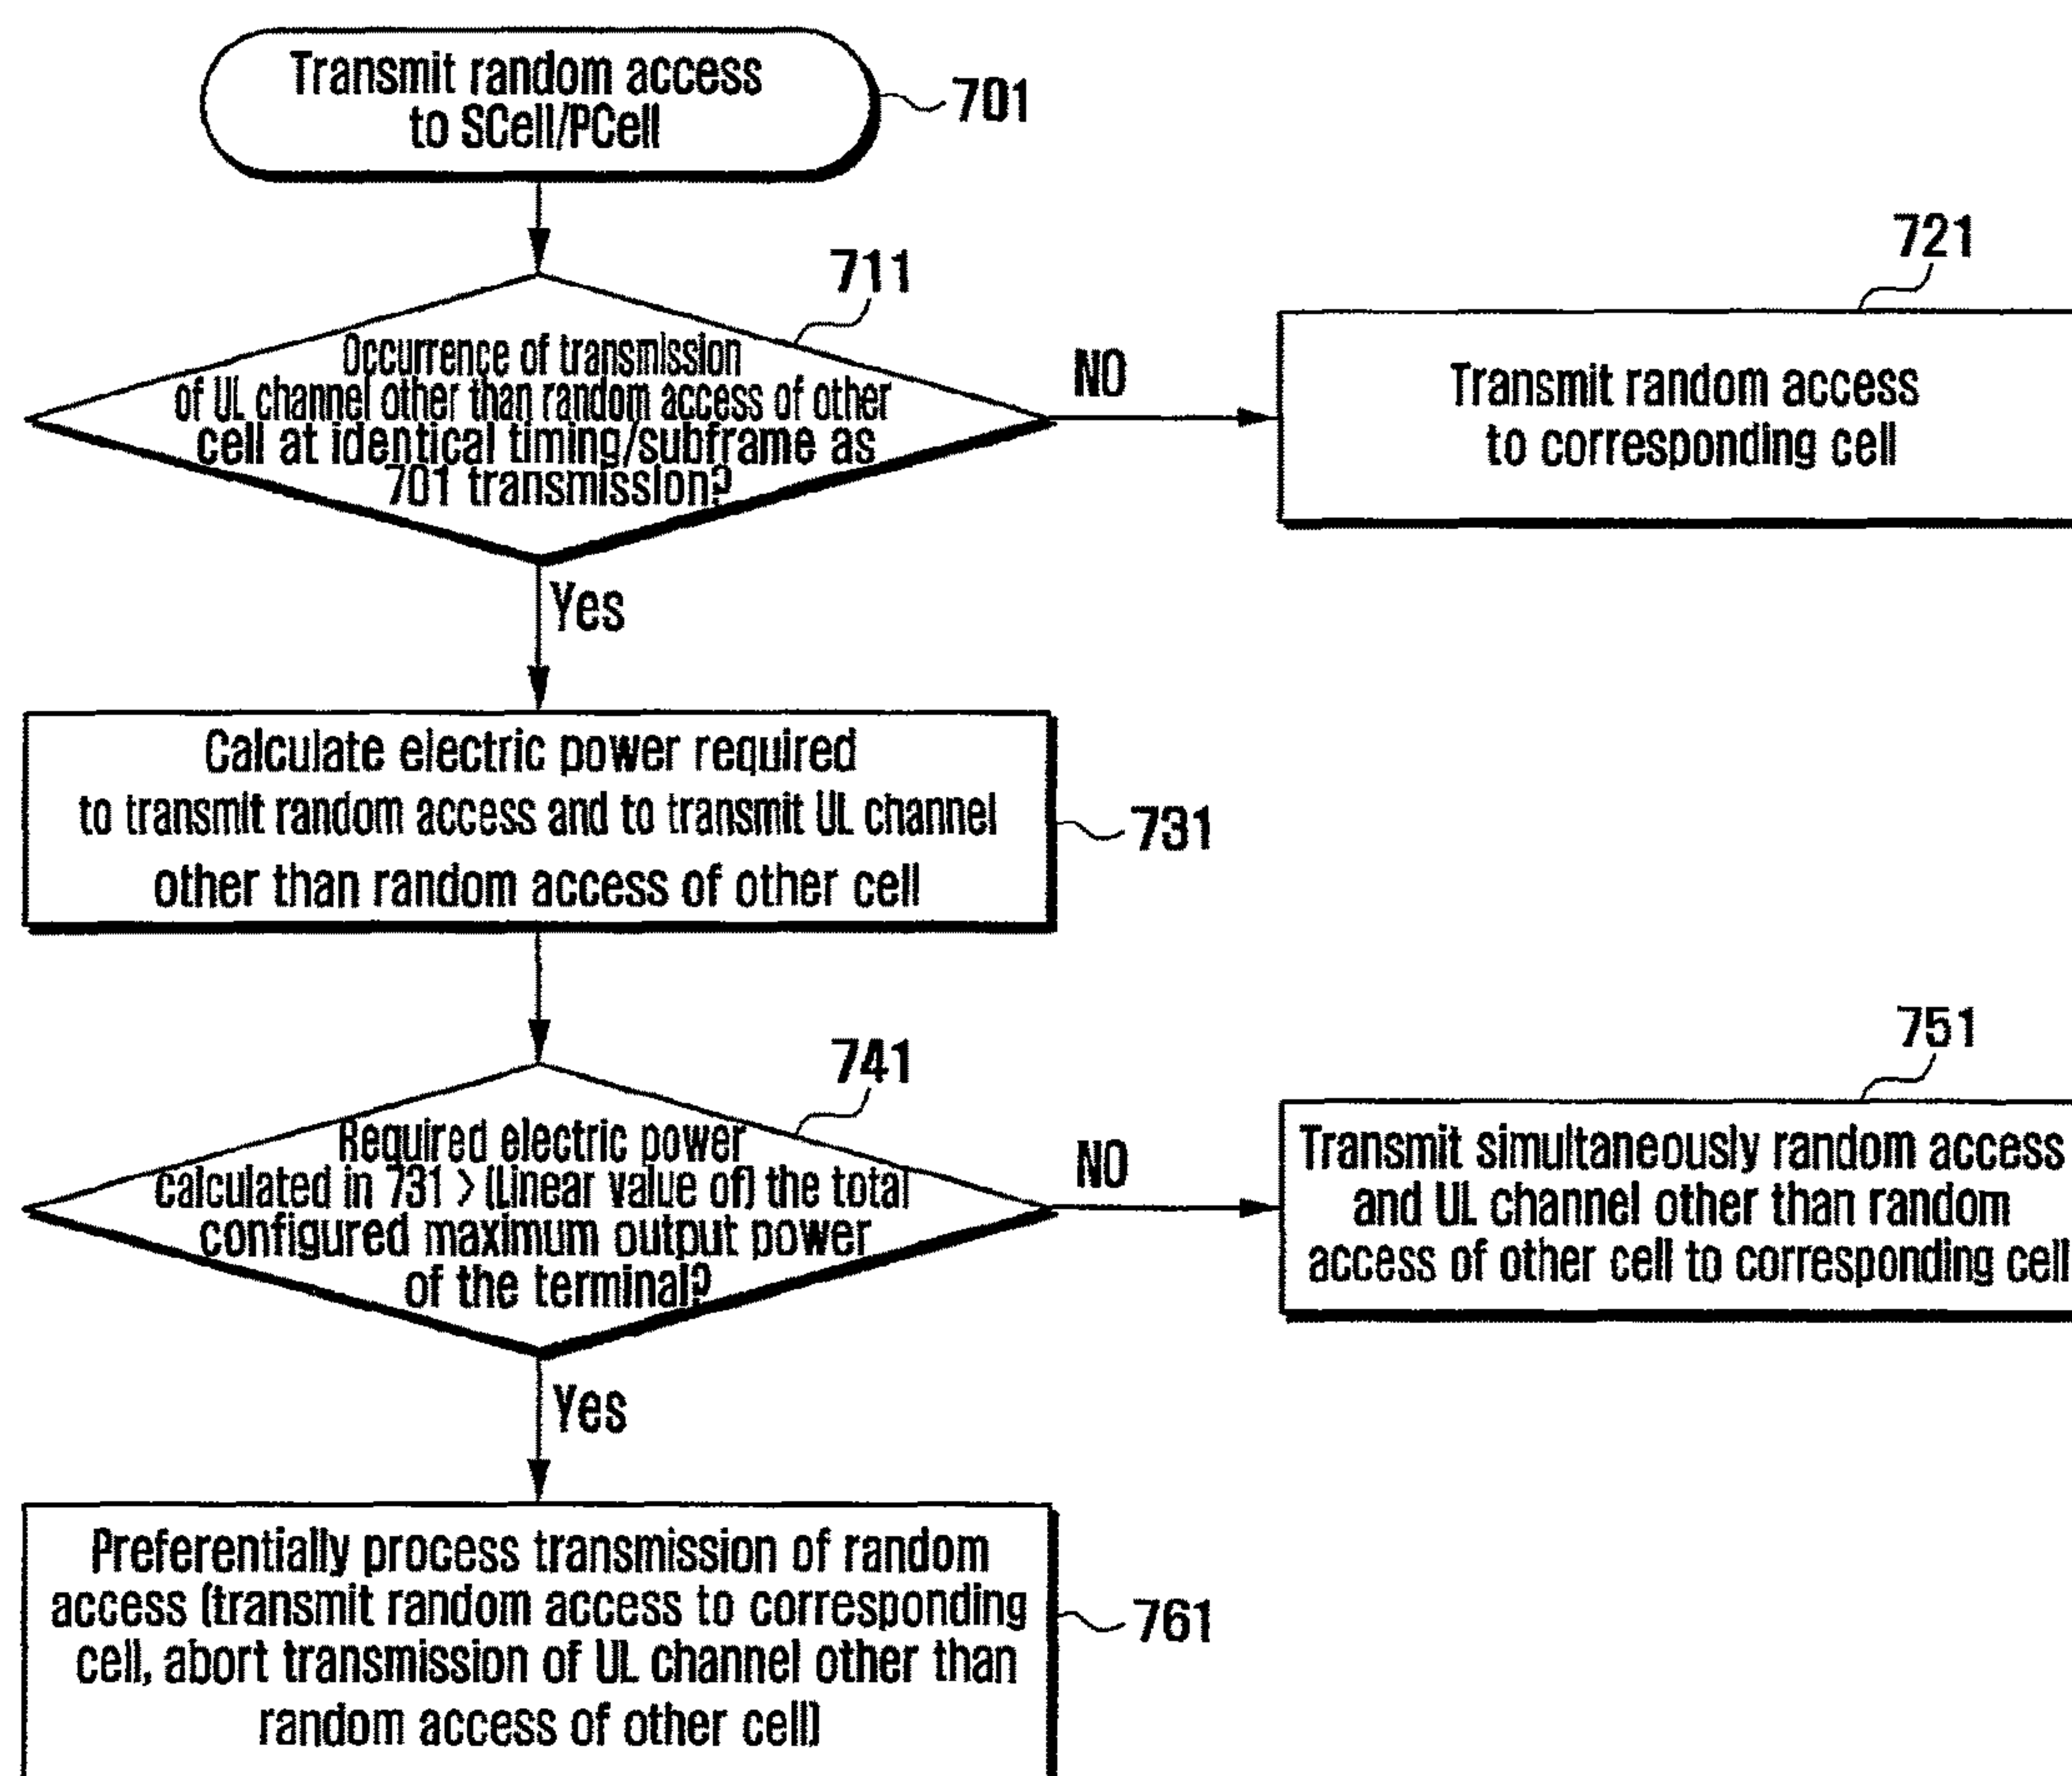 Transmit random access
to SCell/PCell
701
711
Occurrence of transmission
of UL channel other than random access of other
cell at identical timing/subframe as
701 transmission?
NO
721
Transmit random access
to corresponding cell
Yes
Calculate electric power required
to transmit random access and to transmit UL channel
other than random access of other cell
731
741
Required electric power
calculated in 731 > (Linear value of) the total
configured maximum output power
of the terminal?
NO
751
Transmit simultaneously random access
and UL channel other than random
access of other cell to corresponding cell
Yes
Preferentially process transmission of random
access (transmit random access to corresponding
cell, abort transmission of UL channel other than
random access of other cell)
761